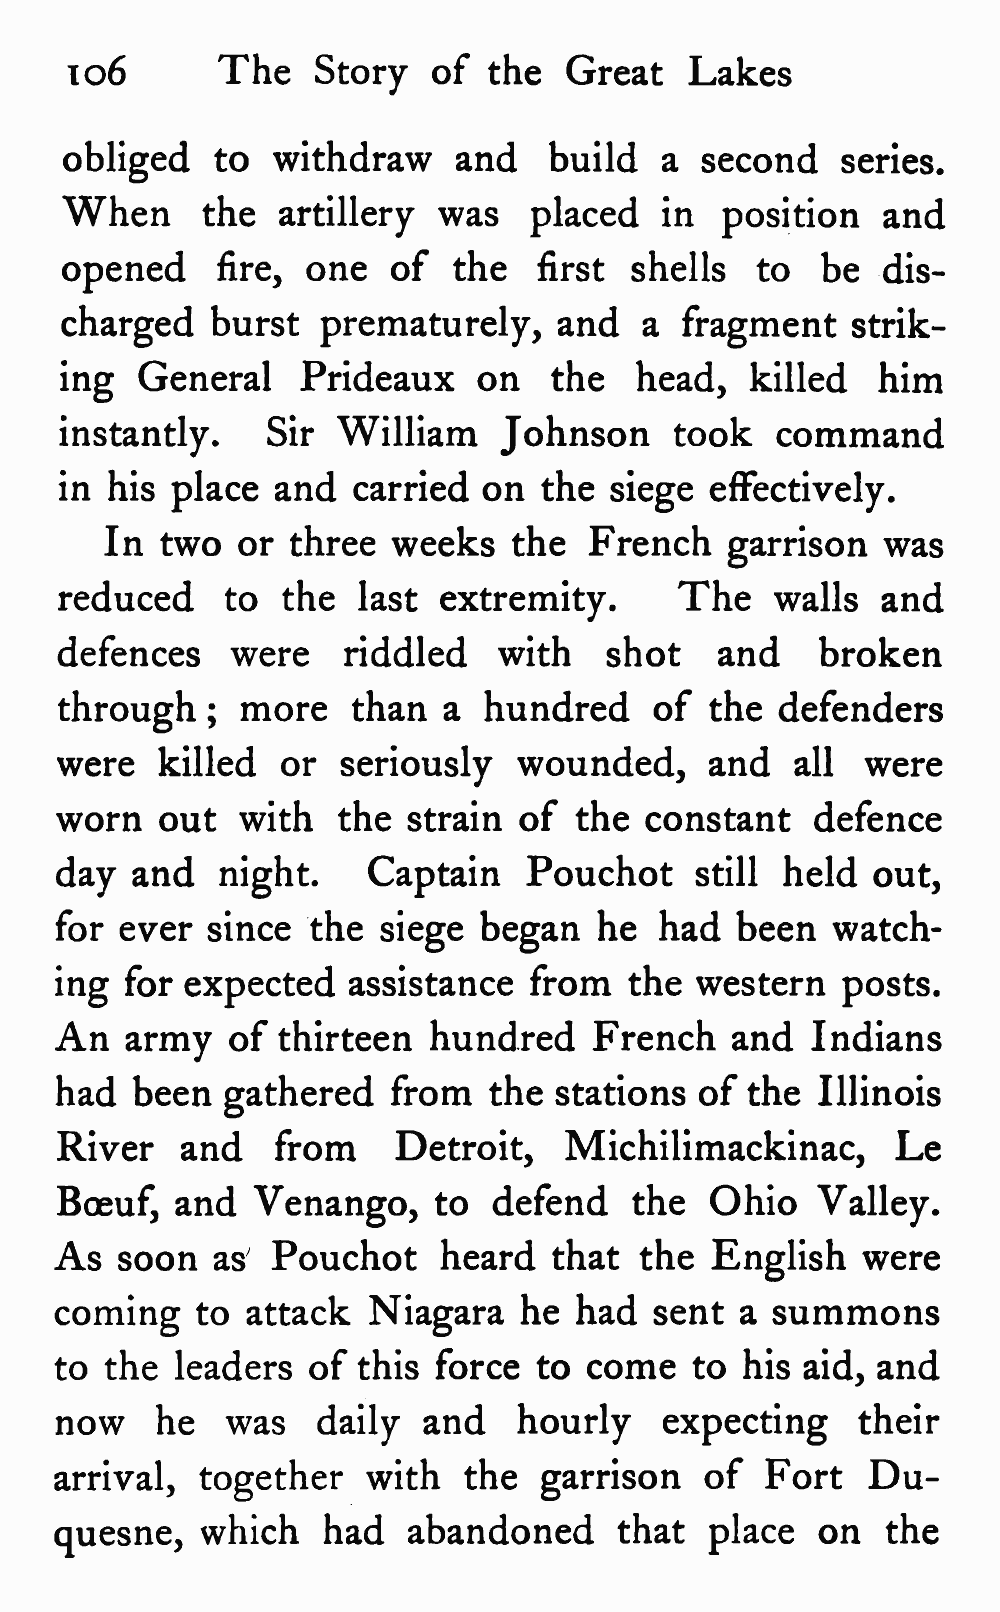 106 The Story of the Great Lakes
obliged to withdraw and build a second series.
When the artillery was placed in position and
opened fire, one of the first shells to be dis-
charged burst prematurely, and a fragment strik-
ing General Prideaux on the head, killed him
instantly. Sir William Johnson took command
in his place and carried on the siege effectively.
In two or three weeks the French garrison was
reduced to the last extremity. The walls and
defences were riddled with shot and broken
through ; more than a hundred of the defenders
were killed or seriously wounded, and all were
worn out with the strain of the constant defence
day and night. Captain Pouchot still held out,
for ever since the siege began he had been watch-
ing for expected assistance from the western posts.
An army of thirteen hundred French and Indians
had been gathered from the stations of the Illinois
River and from Detroit, Michilimackinac, Le
Bœuf, and Venango, to defend the Ohio Valley.
As soon as Pouchot heard that the English were
coming to attack Niagara he had sent a summons
to the leaders of this force to come to his aid, and
now he was daily and hourly expecting their
arrival, together with the garrison of Fort Du-
quesne, which had abandoned that place on the